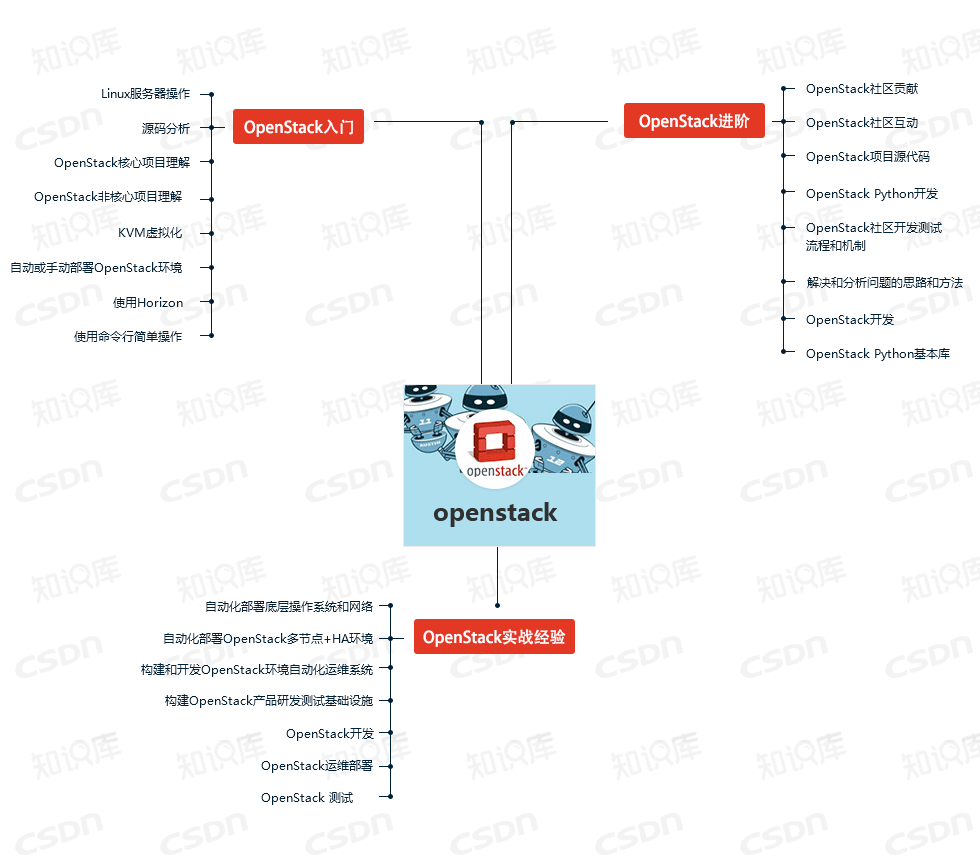 OpenStack入门
Linux服务器操作
源码分析
OpenStack核心项目理解
OpenStack非核心项目理解
KVM虚拟化
自动或手动部署OpenStack环境
使用Horizon
使用命令行简单操作
OpenStack进阶
OpenStack社区贡献
OpenStack社区互动
OpenStack项目源代码
OpenStack Python开发
OpenStack社区开发测试
流程和机制
解决和分析问题的思路和方法
OpenStack开发
OpenStack Python基本库
openstack
openstack
OpenStack实战经验
自动化部署底层操作系统和网络
自动化部署OpenStack多节点+HA环境
构建和开发OpenStack环境自动化运维系统
构建OpenStack产品研发测试基础设施
OpenStack开发
OpenStack运维部署
OpenStack 测试
知识库
CSDN